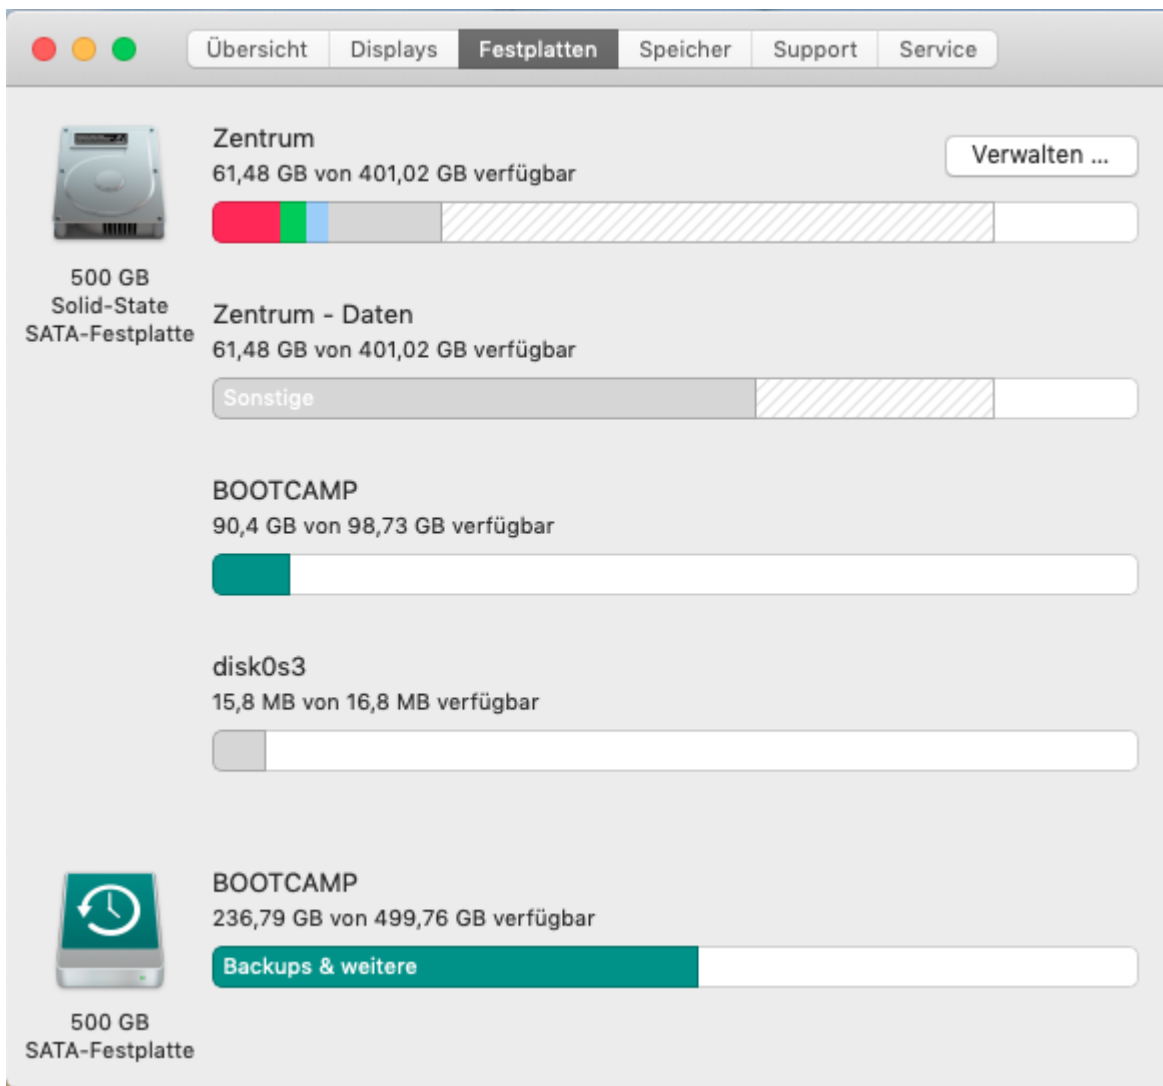 Übersicht Displays Festplatten Speicher Support Service
Zentrum
61,48 GB von 401,02 GB verfügbar
Verwalten ...
500 GB
Solid-State
SATA-Festplatte
Zentrum - Daten
61,48 GB von 401,02 GB verfügbar
Sonstige
BOOTCAMP
90,4 GB von 98,73 GB verfügbar
disk0s3
15,8 MB von 16,8 MB verfügbar
BOOTCAMP
236,79 GB von 499,76 GB verfügbar
Backups & weitere
500 GB
SATA-Festplatte